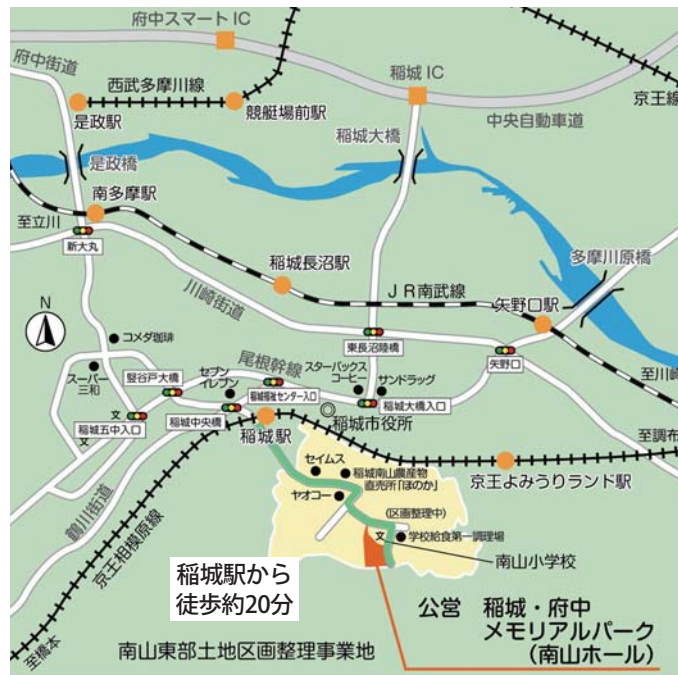 府中スマートIC
府中街道
西武多摩川線
稲城IC
是政駅
競艇場前駅
京王線
中央自動車道
稲城大橋
是政橋
南多摩駅
至立川
新大丸
稲城長沼駅
多摩川原橋
川崎街道
JR南武線
矢野口駅
N
コメダ珈琲
東長沼陸橋
矢野口
尾根幹線
スーパー
三和
竪谷戸大橋
セブン
イレブン
稲城福祉センター入口
スターバックス
コーヒー
サンドラッグ
至川崎
文
稲城五中入口
稲城中央橋
稲城大橋入口
稲城市役所
文
稲城駅
至調布
セイムス
稲城南山農産物
直売所「ほのか」
京王よみうりランド駅
ヤオコー
鶴川街道
(区画整理中)
京王相模原線
文
学校給食第一調理場
南山小学校
稲城駅から
徒歩約20分
公営 稲城・府中
メモリアルパーク
(南山ホール)
至橋本
南山東部土地区画整理事業地